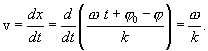 v = dx/dt = d/dt ( (ω t + φ₀ - φ)/k ) = ω/k.